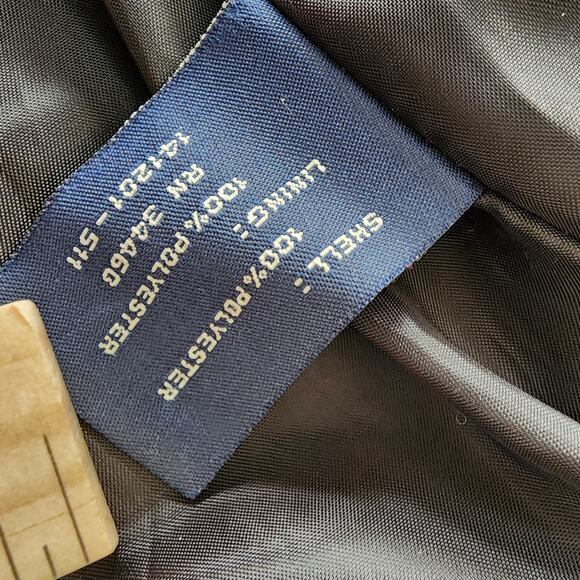 SHELL:
100% POLYESTER
LINING:
100% POLYESTER
RN 34460
141201-511